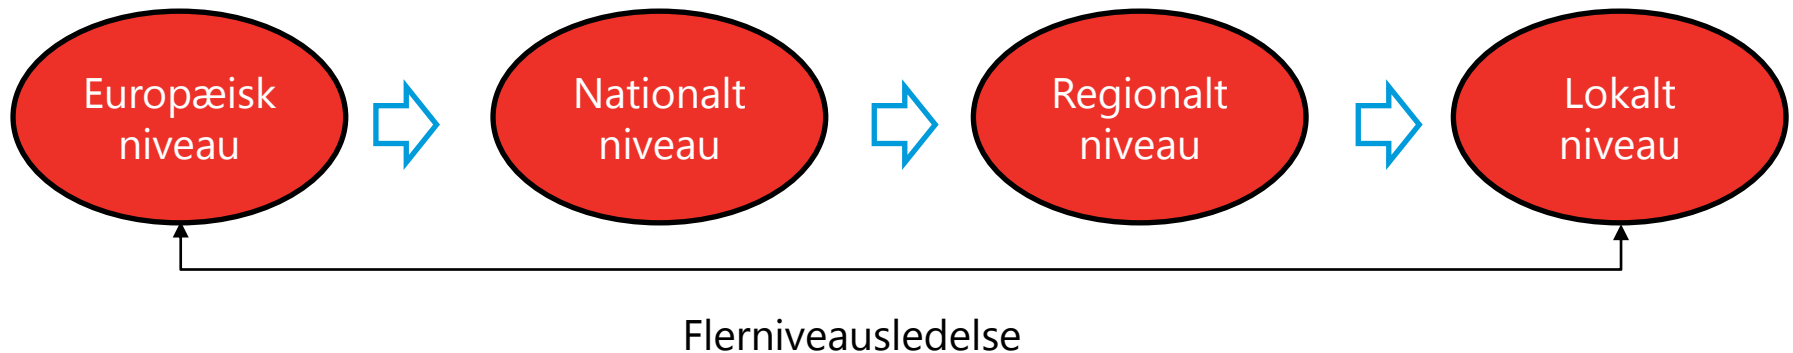 Europæisk
niveau
Nationalt
niveau
Regionalt
niveau
Lokalt
niveau
Flerniveausledelse